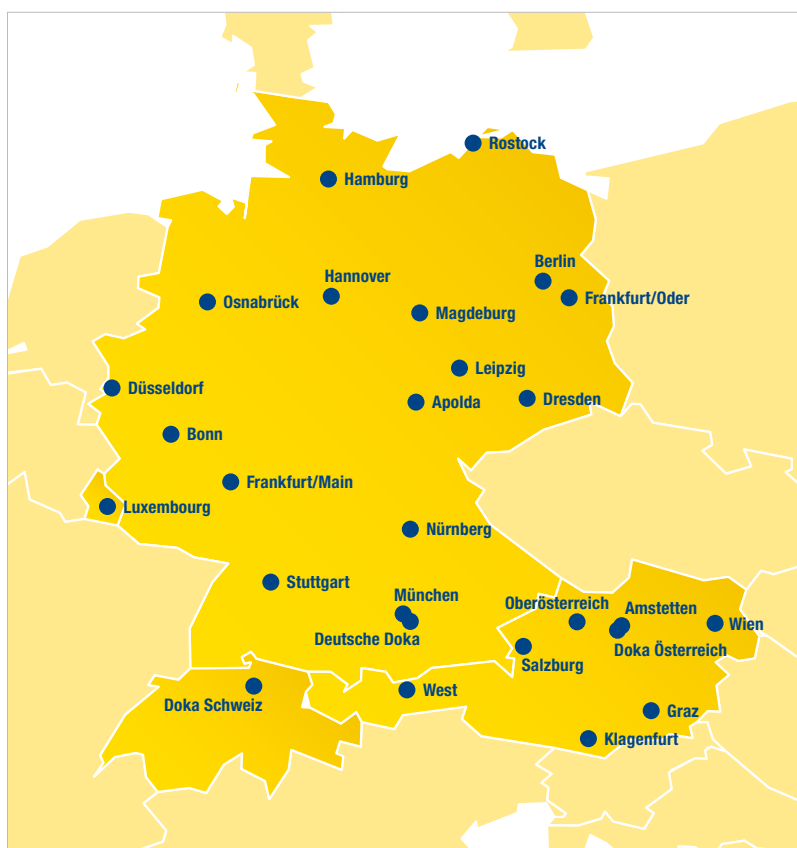 Rostock
Hamburg
Berlin
Hannover
Frankfurt/Oder
Osnabrück
Magdeburg
Leipzig
Düsseldorf
Dresden
Apolda
Bonn
Frankfurt/Main
Luxembourg
Nürnberg
Stuttgart
München
Oberösterreich
Amstetten
Wien
Deutsche Doka
Doka Österreich
Salzburg
West
Doka Schweiz
Graz
Klagenfurt